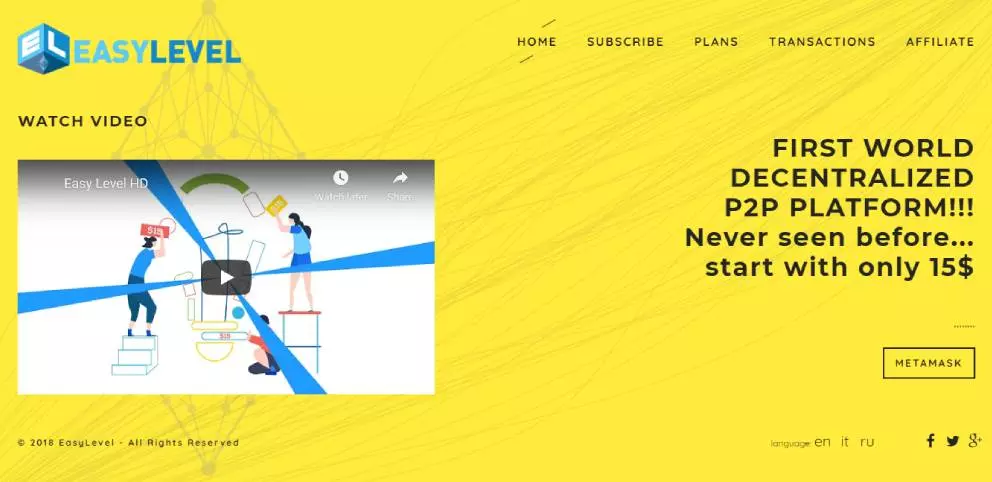 EL EASYLEVEL
HOME SUBSCRIBE PLANS TRANSACTIONS AFFILIATE
WATCH VIDEO
Easy Level HD
Watch later Share
$15
$15
$15
FIRST WORLD
DECENTRALIZED
P2P PLATFORM!!!
Never seen before...
start with only 15$
METAMASK
© 2018 EasyLevel - All Rights Reserved
language: en it ru